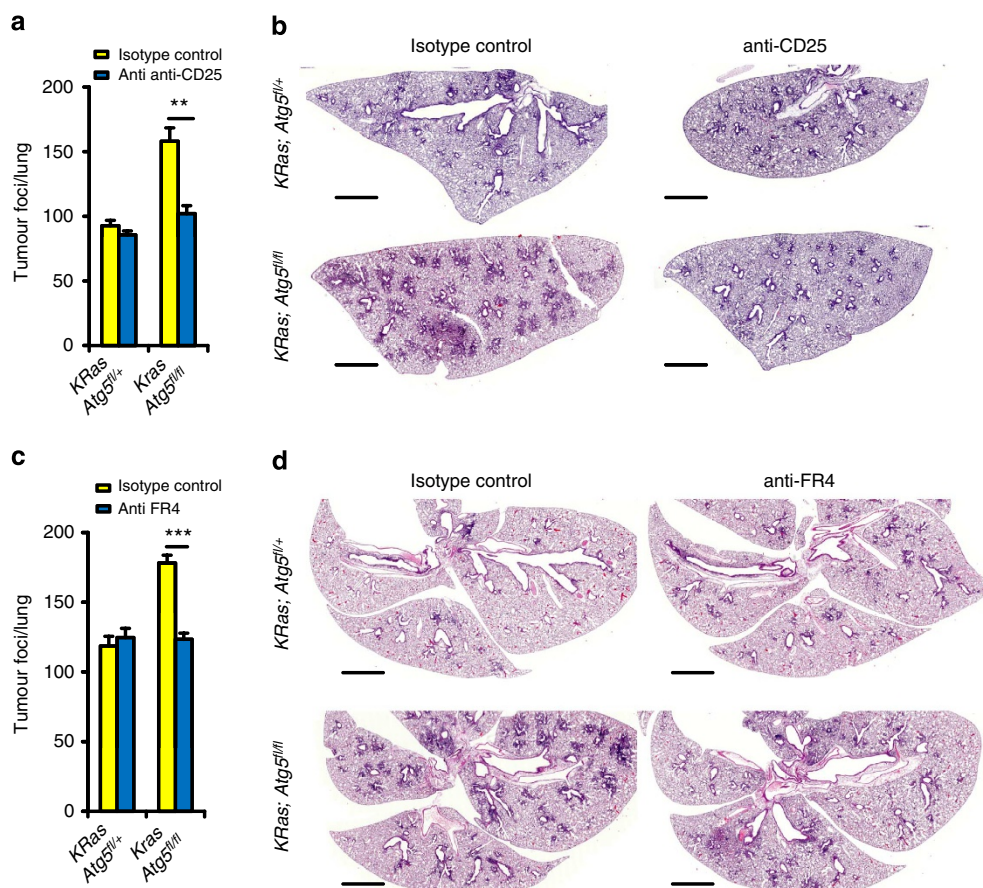 a
Isotype control
Anti anti-CD25
Tumour foci/lung
200
150
100
50
0
**
KRas Atg5fl/+
Kras Atg5fl/fl
b
Isotype control
anti-CD25
KRas; Atg5fl/+
KRas; Atg5fl/fl
c
Isotype control
Anti FR4
Tumour foci/lung
200
150
100
50
0
***
KRas Atg5fl/+
Kras Atg5fl/fl
d
Isotype control
anti-FR4
KRas; Atg5fl/+
KRas; Atg5fl/fl